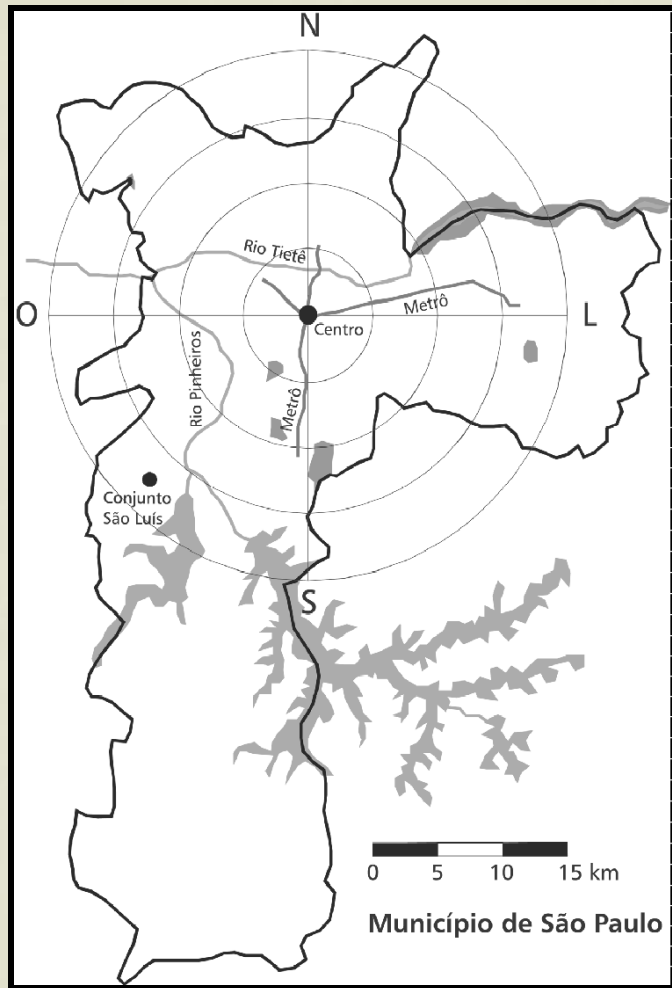 N
Rio Tietê
Metrô
O
Centro
L
Rio Pinheiros
Metrô
Conjunto
São Luís
S
0 5 10 15 km
Município de São Paulo